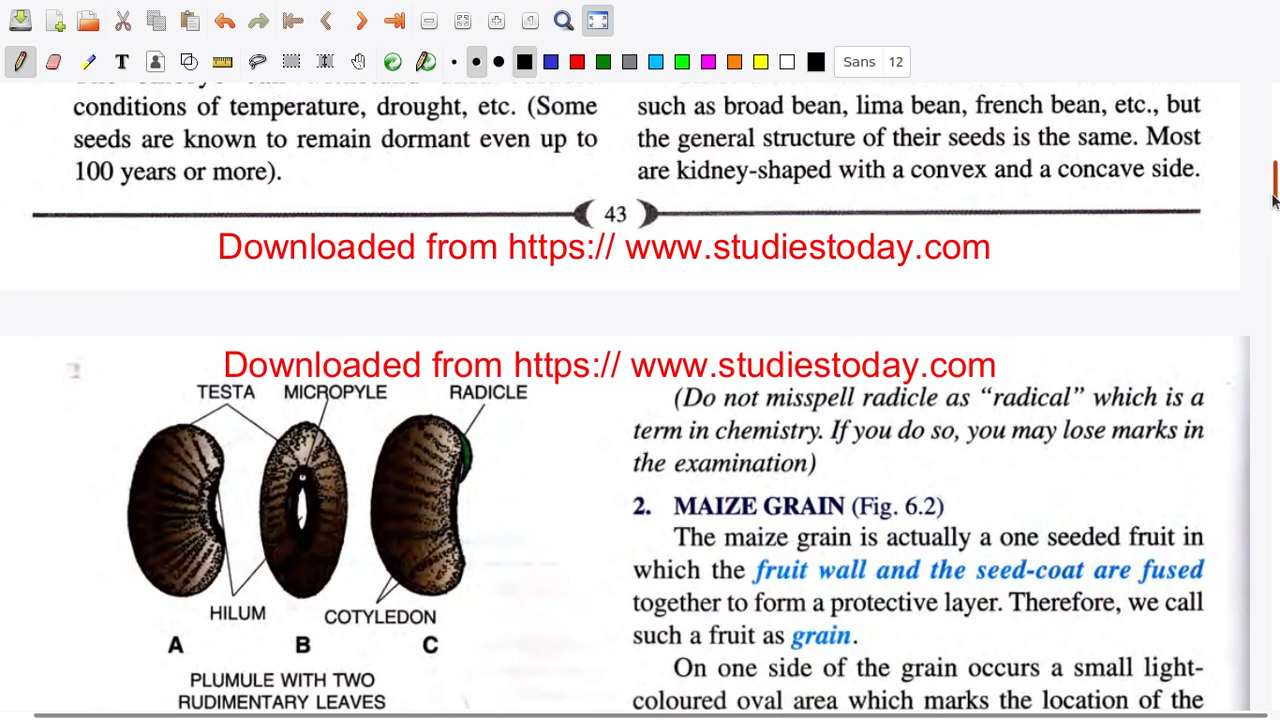 Sans 12
conditions of temperature, drought, etc. (Some
seeds are known to remain dormant even up to
100 years or more).
such as broad bean, lima bean, french bean, etc., but
the general structure of their seeds is the same. Most
are kidney-shaped with a convex and a concave side.
43
Downloaded from https:// www.studiestoday.com
Downloaded from https:// www.studiestoday.com
TESTA MICROPYLE RADICLE
HILUM COTYLEDON
A B C
PLUMULE WITH TWO
RUDIMENTARY LEAVES
(Do not misspell radicle as “radical” which is a
term in chemistry. If you do so, you may lose marks in
the examination)
2. MAIZE GRAIN (Fig. 6.2)
The maize grain is actually a one seeded fruit in
which the fruit wall and the seed-coat are fused
together to form a protective layer. Therefore, we call
such a fruit as grain.
On one side of the grain occurs a small light-
coloured oval area which marks the location of the